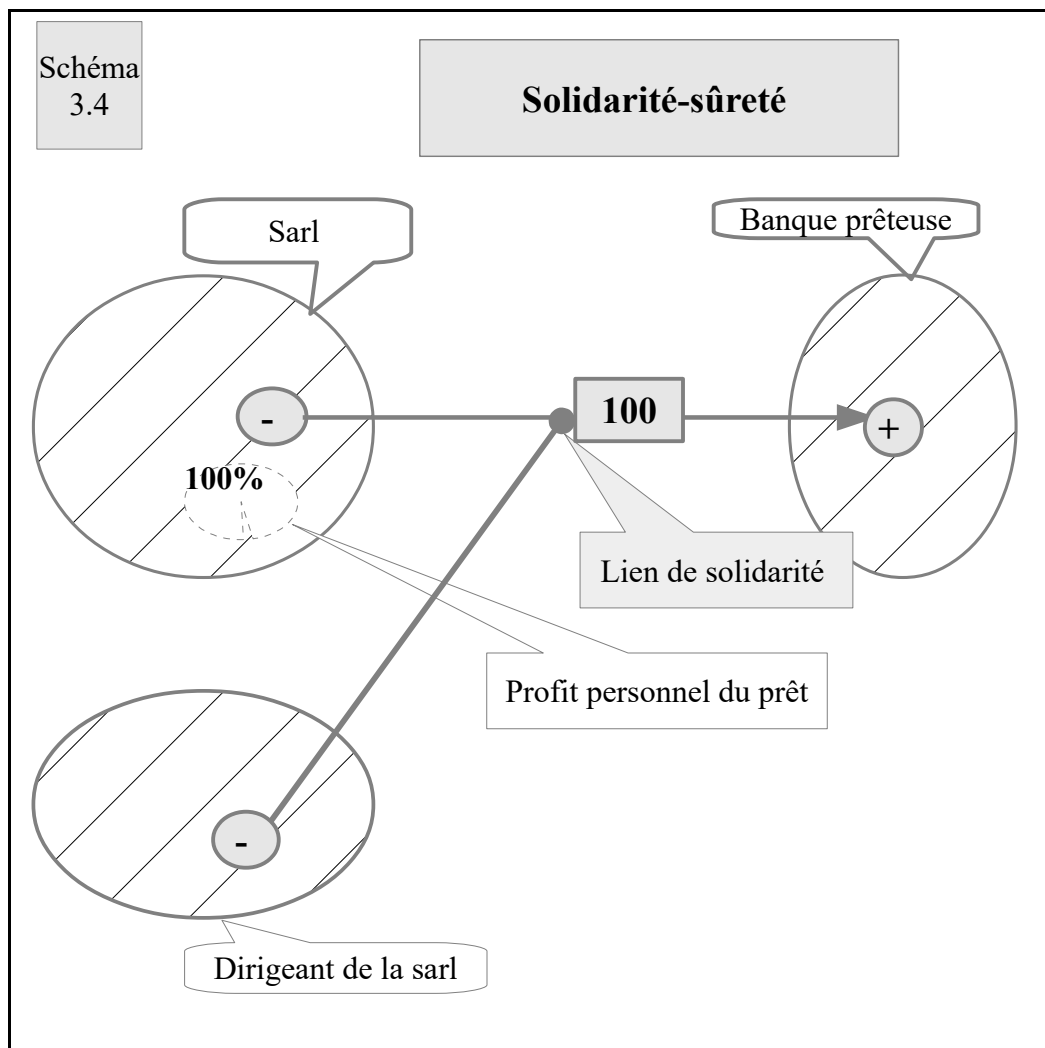 Schéma
3.4
Solidarité-sûreté
Sarl
Banque prêteuse
-
100
+
100%
Lien de solidarité
Profit personnel du prêt
-
Dirigeant de la sarl